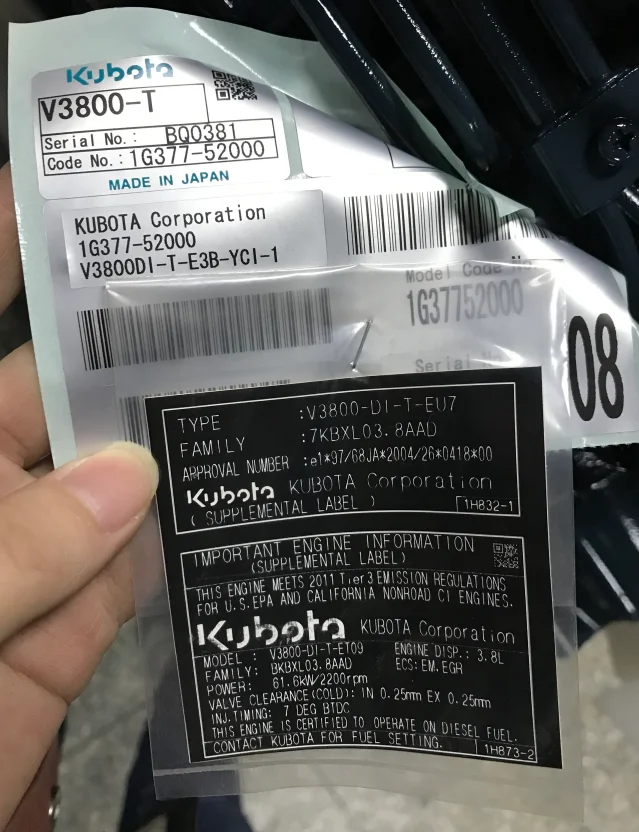 Kubota
V3800-T
Serial No.: BQ0381
Code No.: 1G377-52000
MADE IN JAPAN
KUBOTA Corporation
1G377-52000
V3800DI-T-E3B-YCI-1
Model Code No
1G37752000
Serial No
08
TYPE :V3800-DI-T-EU7
FAMILY :7KBXL03.8AAD
APPROVAL NUMBER :e1*97/68JA*2004/26*0418*00
Kubota KUBOTA Corporation
( SUPPLEMENTAL LABEL ) 1H832-1
IMPORTANT ENGINE INFORMATION
(SUPPLEMENTAL LABEL)
THIS ENGINE MEETS 2011 Tier3 EMISSION REGULATIONS
FOR U.S.EPA AND CALIFORNIA NONROAD CI ENGINES.
Kubota KUBOTA Corporation
MODEL : V3800-DI-T-ET09 ENGINE DISP.: 3.8L
FAMILY: BKBXL03.8AAD ECS: EM,EGR
POWER: 61.6kW/2200rpm
VALVE CLEARANCE(COLD): IN 0.25mm EX 0.25mm
INJ.TIMING: 7 DEG BTDC
THIS ENGINE IS CERTIFIED TO OPERATE ON DIESEL FUEL.
CONTACT KUBOTA FOR FUEL SETTING. 1H873-2